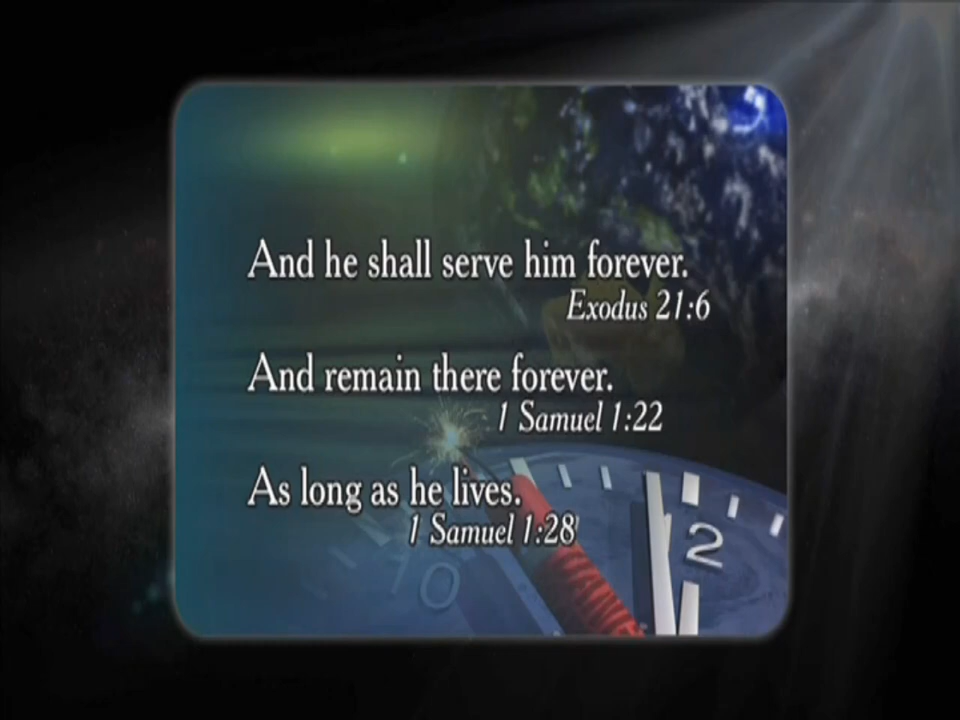 And he shall serve him forever.
Exodus 21:6
And remain there forever.
1 Samuel 1:22
As long as he lives.
1 Samuel 1:28
2
10